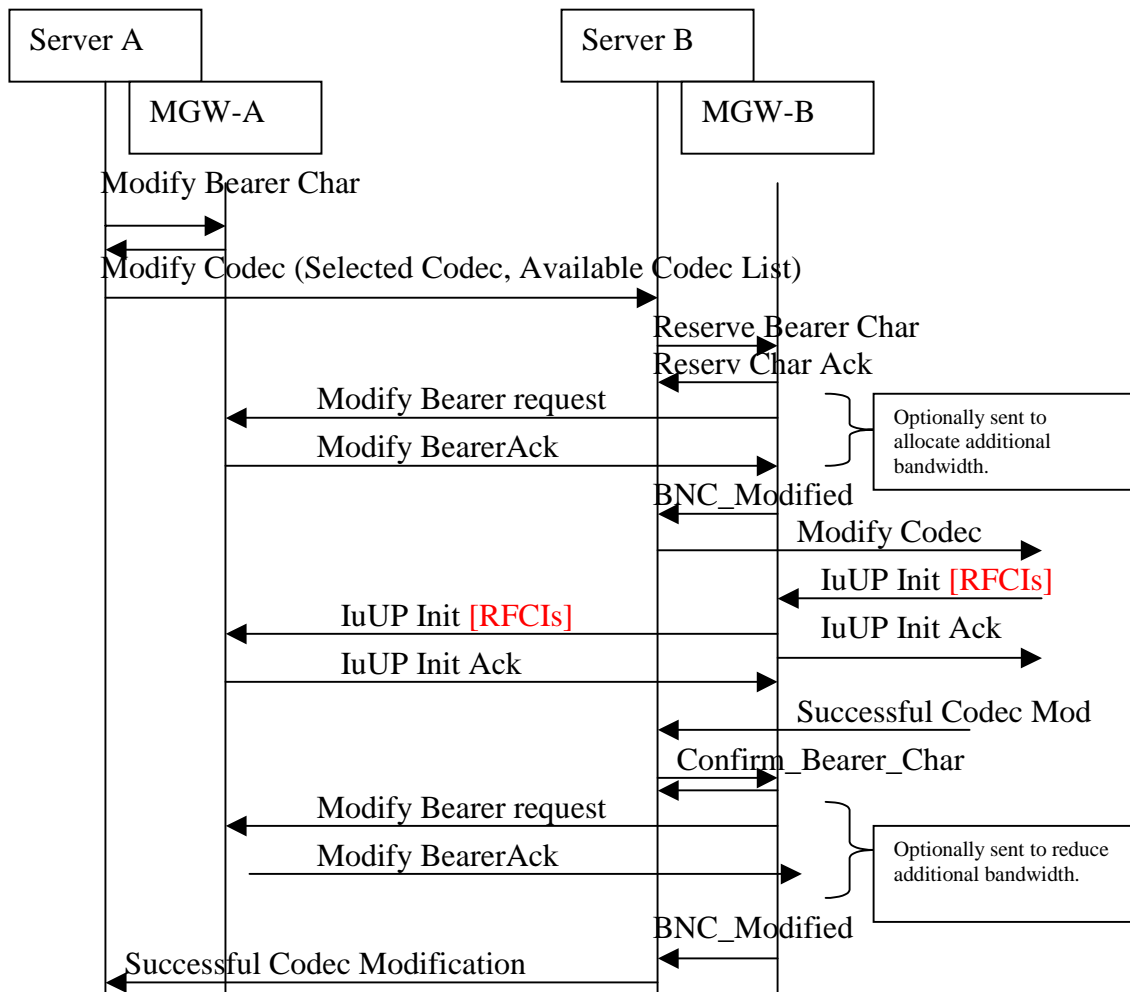 Server A
Server B
MGW-A
MGW-B
Modify Bearer Char
Modify Codec (Selected Codec, Available Codec List)
Reserve Bearer Char
Reserv Char Ack
Modify Bearer request
Optionally sent to
allocate additional
bandwidth.
Modify BearerAck
BNC_Modified
Modify Codec
IuUP Init [RFCIs]
IuUP Init [RFCIs]
IuUP Init Ack
IuUP Init Ack
Successful Codec Mod
Confirm_Bearer_Char
Modify Bearer request
Modify BearerAck
Optionally sent to reduce
additional bandwidth.
BNC_Modified
Successful Codec Modification